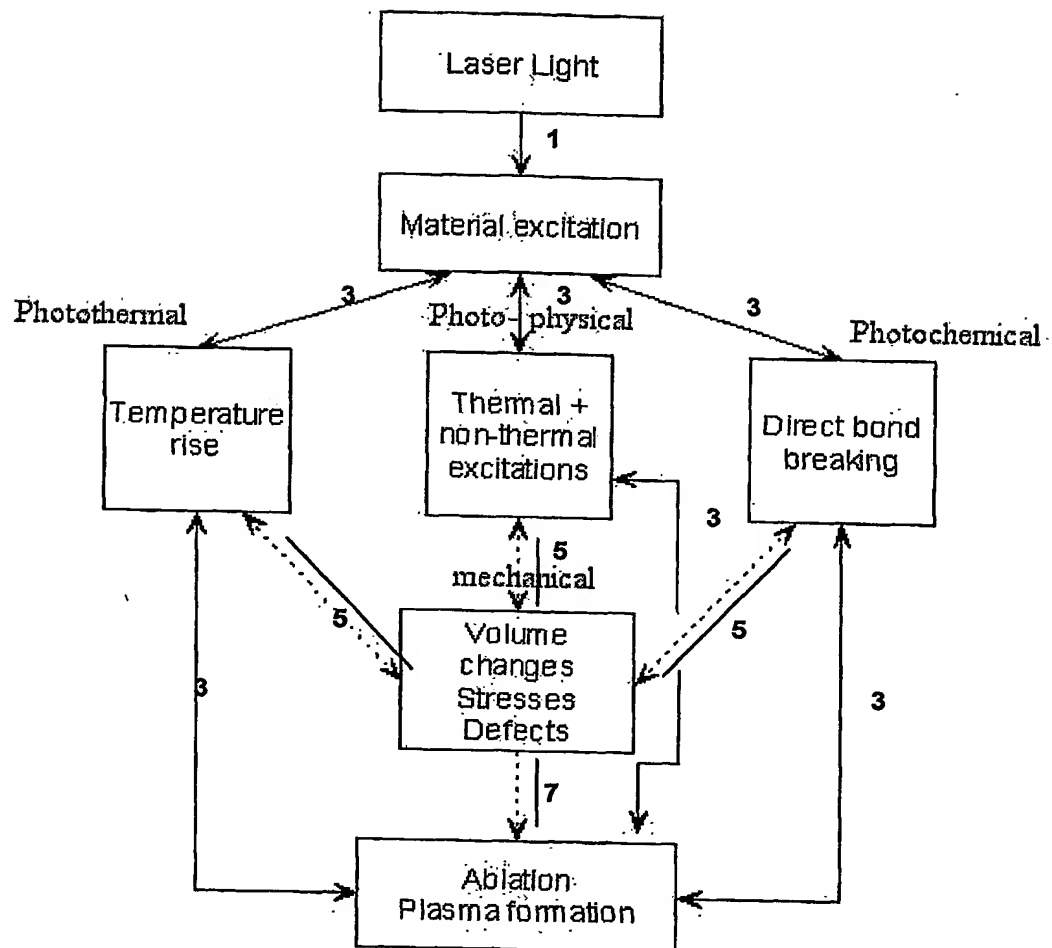 Laser Light
1
Material excitation
3
3
3
Photothermal
Photo- physical
Photochemical
Temperature
rise
Thermal +
non-thermal
excitations
Direct bond
breaking
3
5
mechanical
5
5
Volume
changes
Stresses
Defects
3
3
7
Ablation
Plasma formation